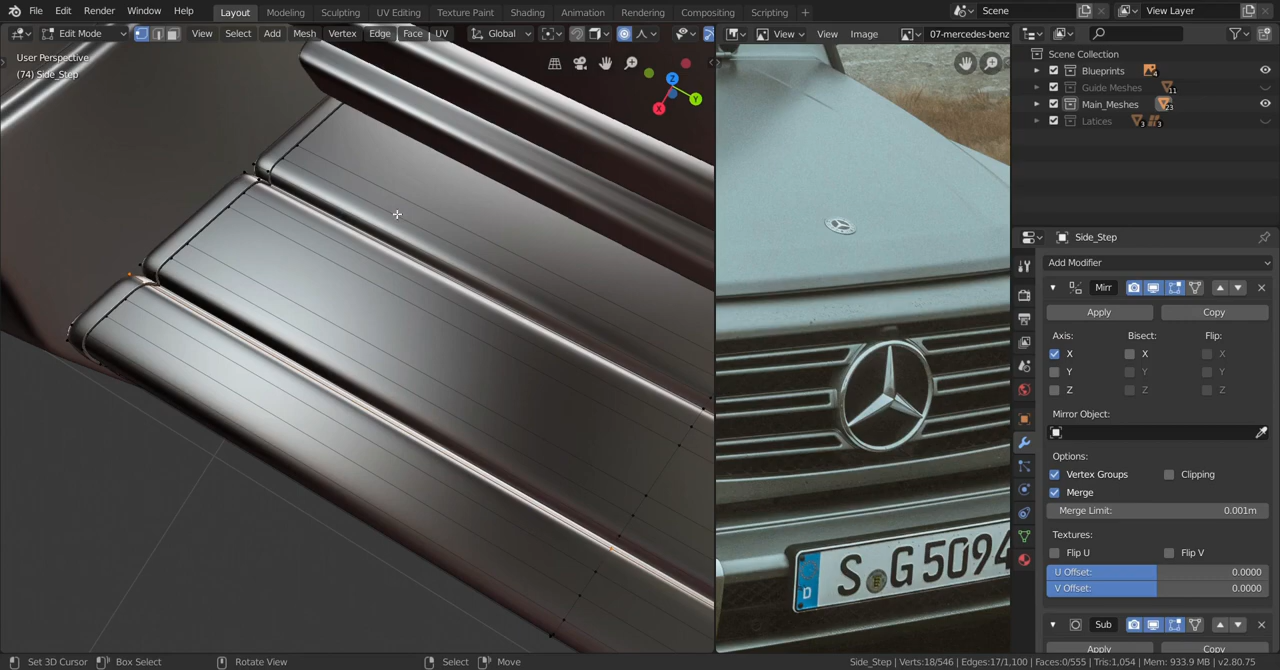 File Edit Render Window Help Layout Modeling Sculpting UV Editing Texture Paint Shading Animation Rendering Compositing Scripting + Scene View Layer
Edit Mode View Select Add Mesh Vertex Edge Face UV Global View View Image 07-mercedes-benz
User Perspective
(74) Side_Step
Z
Y
X
Scene Collection
Blueprints 4
Guide Meshes 11
Main_Meshes 23
Latices 3 3
Side_Step
Add Modifier
Mirr
Apply Copy
Axis: Bisect: Flip:
X X X
Y Y Y
Z Z Z
Mirror Object:
Options:
Vertex Groups Clipping
Merge
Merge Limit: 0.001m
Textures:
Flip U Flip V
U Offset: 0.0000
V Offset: 0.0000
Sub
Apply Copy
D S G 5094
Set 3D Cursor Box Select Rotate View Select Move Side_Step | Verts:18/546 | Edges:17/1,100 | Faces:0/555 | Tris:1,054 | Mem: 933.9 MB | v2.80.75